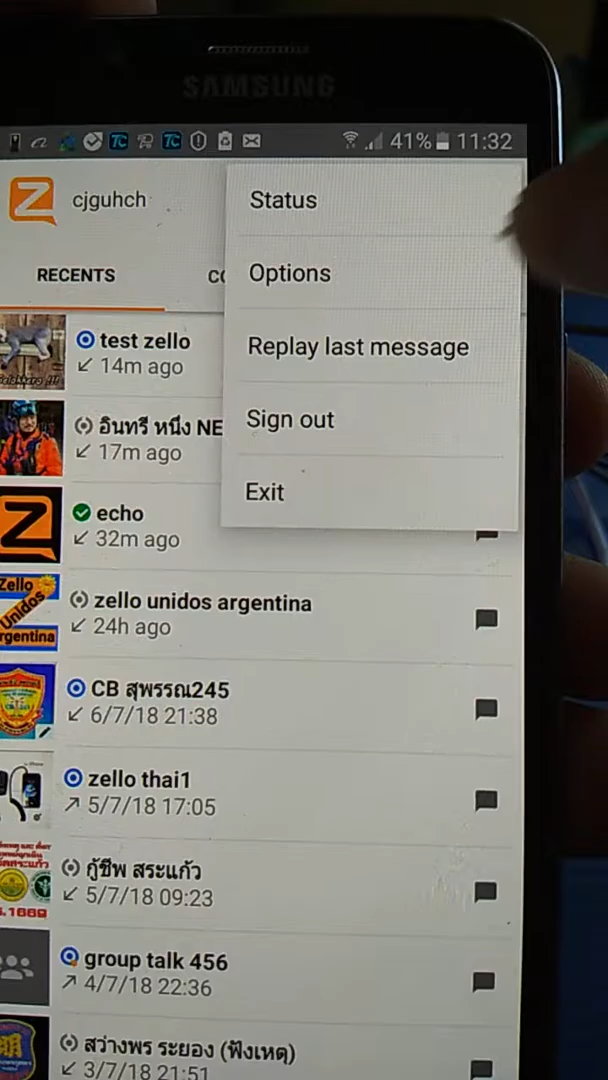 SAMSUNG
41% 11:32
cjguhch
Status
RECENTS
Options
test zello
14m ago
Replay last message
อินทรี หนึ่ง NE
17m ago
Sign out
echo
32m ago
Exit
Zello
Unidos
zello unidos argentina
24h ago
CB สุพรรณ245
6/7/18 21:38
zello thai1
5/7/18 17:05
กู้ชีพ สระแก้ว
5/7/18 09:23
group talk 456
4/7/18 22:36
สว่างพร ระยอง (ฟังเหตุ)
3/7/18 21:51